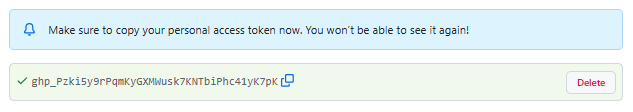 Make sure to copy your personal access token now. You won't be able to see it again!
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
Delete